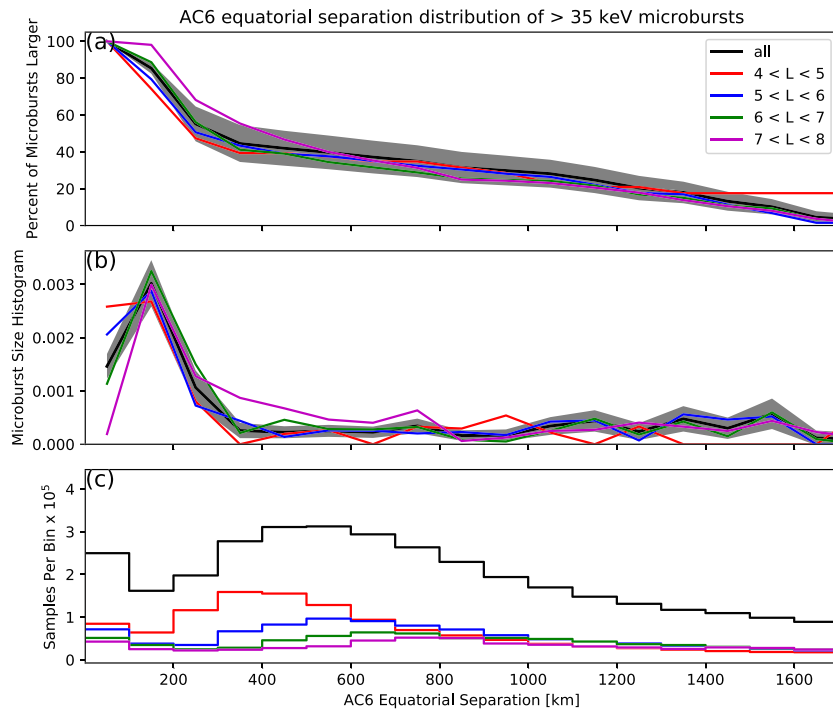 AC6 equatorial separation distribution of > 35 keV microbursts
(a)
Percent of Microbursts Larger
100
80
60
40
20
0
all
4 < L < 5
5 < L < 6
6 < L < 7
7 < L < 8
(b)
Microburst Size Histogram
0.003
0.002
0.001
0.000
(c)
Samples Per Bin x 10⁵
4
3
2
1
0
200 400 600 800 1000 1200 1400 1600
AC6 Equatorial Separation [km]